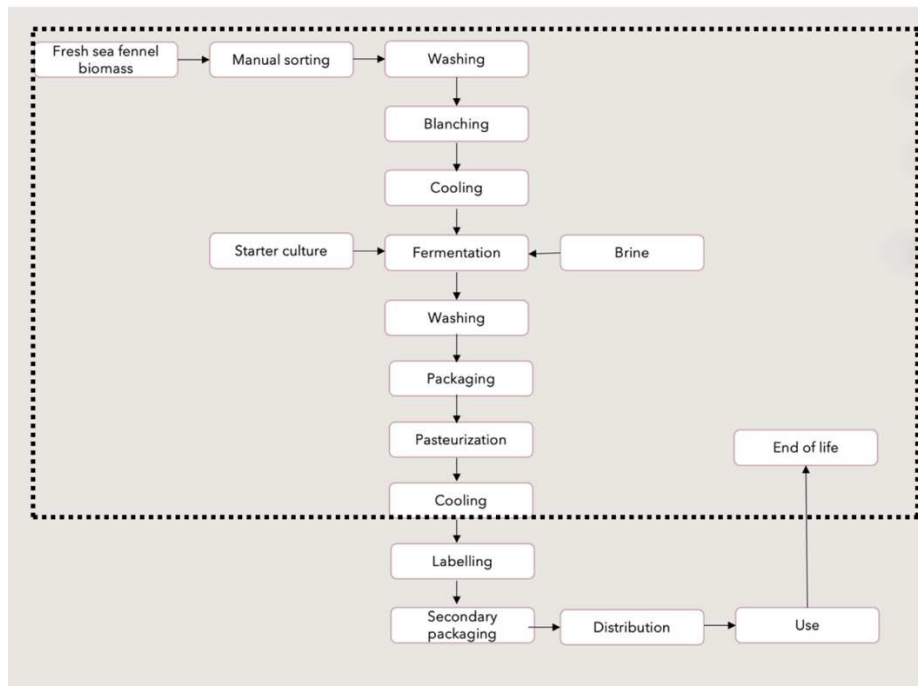 Fresh sea fennel
biomass
Manual sorting
Washing
Blanching
Cooling
Starter culture
Fermentation
Brine
Washing
Packaging
Pasteurization
End of life
Cooling
Labelling
Secondary
packaging
Distribution
Use